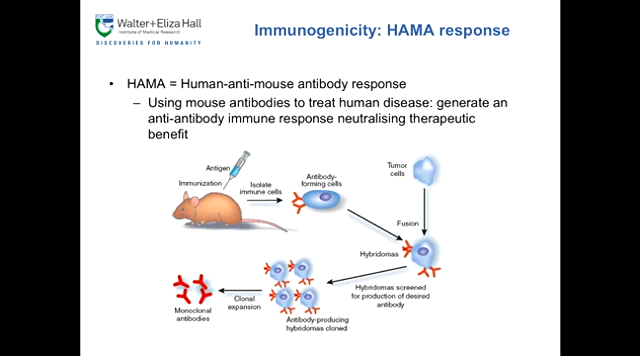 Walter+Eliza Hall
Institute of Medical Research
DISCOVERIES FOR HUMANITY
Immunogenicity: HAMA response
• HAMA = Human-anti-mouse antibody response
– Using mouse antibodies to treat human disease: generate an
anti-antibody immune response neutralising therapeutic
benefit
Antigen
Immunization
Isolate
immune cells
Antibody-
forming cells
Tumor
cells
Fusion
Hybridomas
Hybridomas screened
for production of desired
antibody
Antibody-producing
hybridomas cloned
Clonal
expansion
Monoclonal
antibodies